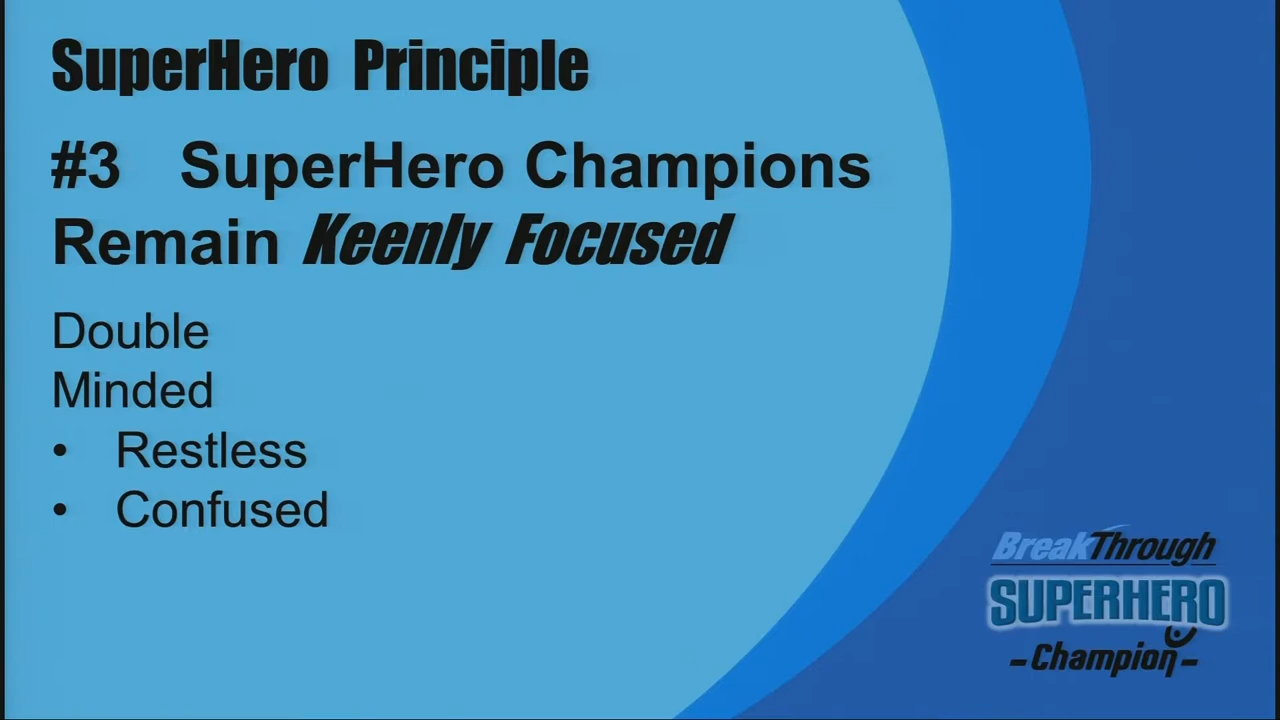 SuperHero Principle
#3 SuperHero Champions
Remain Keenly Focused
Double
Minded
• Restless
• Confused
BreakThrough
SUPERHERO
-Champion-